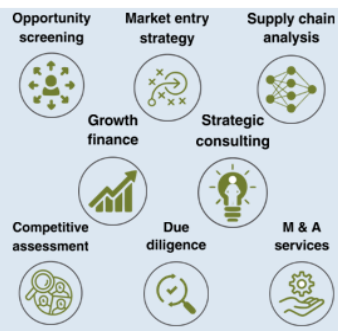 Opportunity
screening
Market entry
strategy
Supply chain
analysis
Growth
finance
Strategic
consulting
Competitive
assessment
Due
diligence
M & A
services